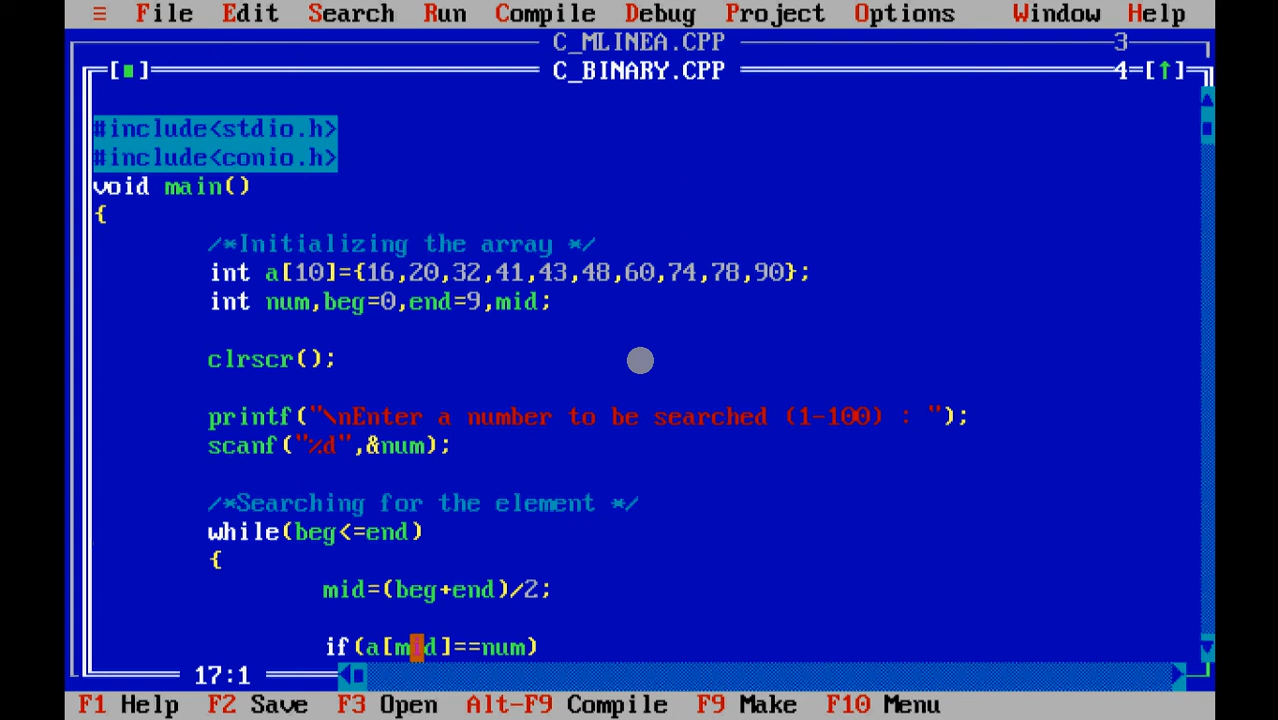 ≡ File Edit Search Run Compile Debug Project Options Window Help
C_MLINEA.CPP 3
[■] C_BINARY.CPP 4=[↑]
#include<stdio.h>
#include<conio.h>
void main()
{
/*Initializing the array */
int a[10]={16,20,32,41,43,48,60,74,78,90};
int num,beg=0,end=9,mid;
clrscr();
printf("\nEnter a number to be searched (1-100) : ");
scanf("%d",&num);
/*Searching for the element */
while(beg<=end)
{
mid=(beg+end)/2;
if(a[mid]==num)
17:1
F1 Help F2 Save F3 Open Alt-F9 Compile F9 Make F10 Menu